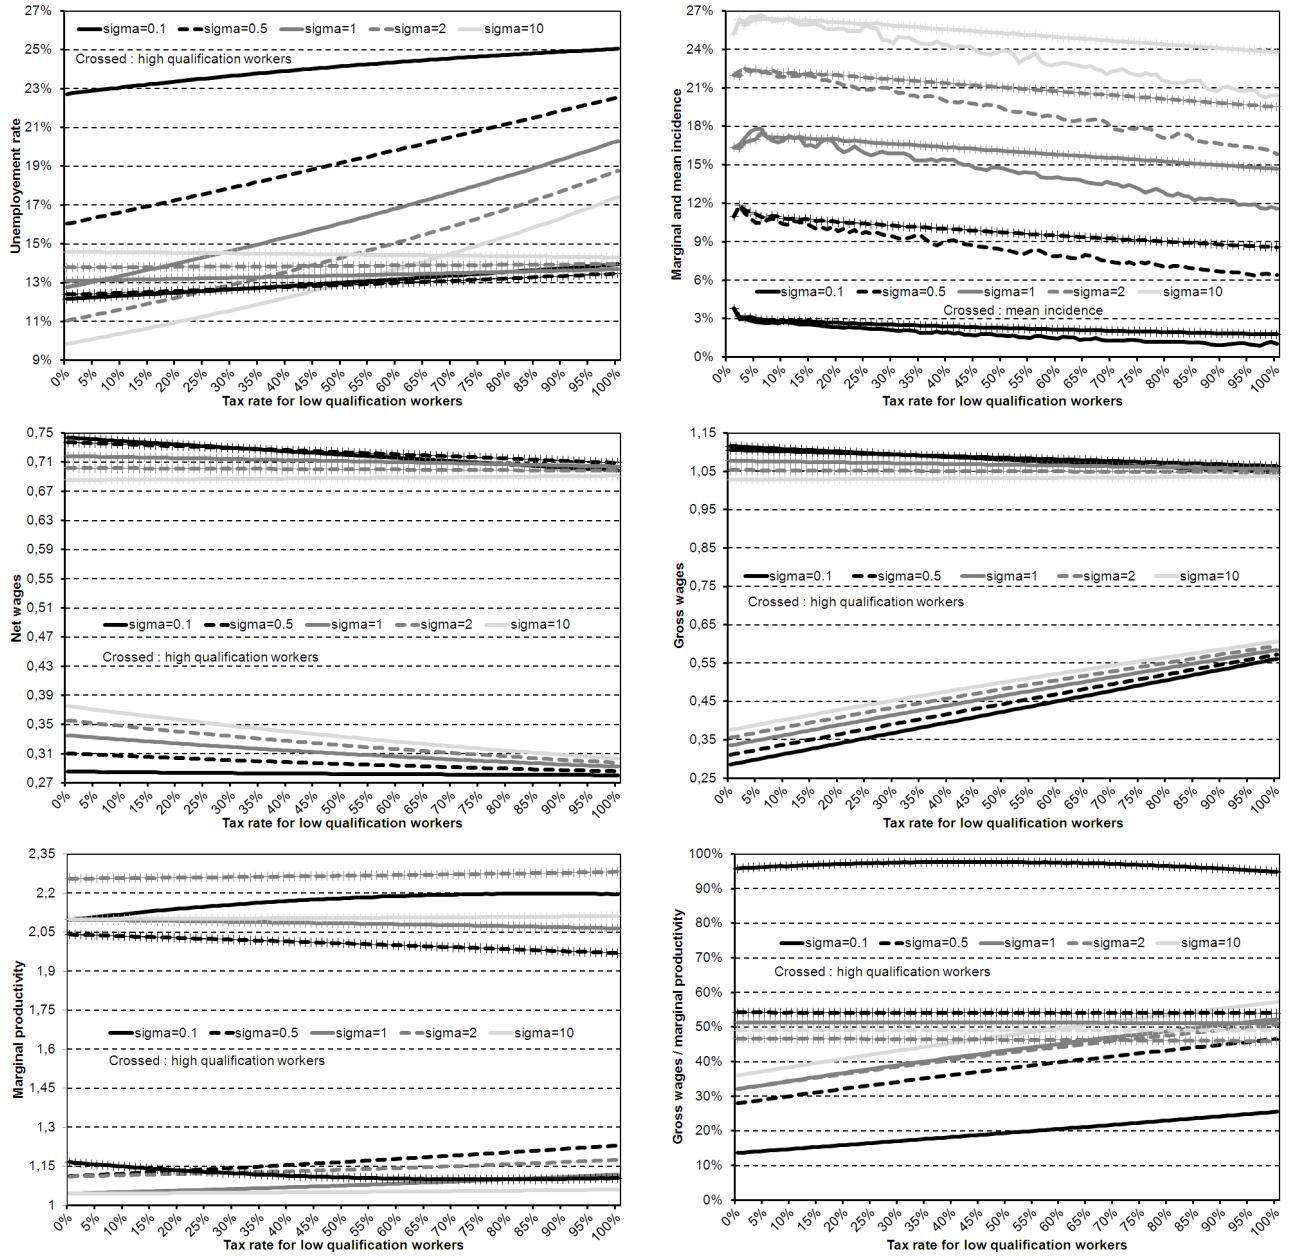 27%
25%
23%
21%
19%
17%
15%
13%
11%
9%
Unemployement rate
sigma=0.1 sigma=0.5 sigma=1 sigma=2 sigma=10
Crossed : high qualification workers
0% 5% 10% 15% 20% 25% 30% 35% 40% 45% 50% 55% 60% 65% 70% 75% 80% 85% 90% 95% 100%
Tax rate for low qualification workers
27%
24%
21%
18%
15%
12%
9%
6%
3%
0%
Marginal and mean incidence
sigma=0.1 sigma=0.5 sigma=1 sigma=2 sigma=10
Crossed : mean incidence
0% 5% 10% 15% 20% 25% 30% 35% 40% 45% 50% 55% 60% 65% 70% 75% 80% 85% 90% 95% 100%
Tax rate for low qualification workers
0,75
0,71
0,67
0,63
0,59
0,55
0,51
0,47
0,43
0,39
0,35
0,31
0,27
Net wages
sigma=0.1 sigma=0.5 sigma=1 sigma=2 sigma=10
Crossed : high qualification workers
0% 5% 10% 15% 20% 25% 30% 35% 40% 45% 50% 55% 60% 65% 70% 75% 80% 85% 90% 95% 100%
Tax rate for low qualification workers
1,15
1,05
0,95
0,85
0,75
0,65
0,55
0,45
0,35
0,25
Gross wages
sigma=0.1 sigma=0.5 sigma=1 sigma=2 sigma=10
Crossed : high qualification workers
0% 5% 10% 15% 20% 25% 30% 35% 40% 45% 50% 55% 60% 65% 70% 75% 80% 85% 90% 95% 100%
Tax rate for low qualification workers
2,35
2,2
2,05
1,9
1,75
1,6
1,45
1,3
1,15
1
Marginal productivity
sigma=0.1 sigma=0.5 sigma=1 sigma=2 sigma=10
Crossed : high qualification workers
0% 5% 10% 15% 20% 25% 30% 35% 40% 45% 50% 55% 60% 65% 70% 75% 80% 85% 90% 95% 100%
Tax rate for low qualification workers
100%
90%
80%
70%
60%
50%
40%
30%
20%
10%
0%
Gross wages / marginal productivity
sigma=0.1 sigma=0.5 sigma=1 sigma=2 sigma=10
Crossed : high qualification workers
0% 5% 10% 15% 20% 25% 30% 35% 40% 45% 50% 55% 60% 65% 70% 75% 80% 85% 90% 95% 100%
Tax rate for low qualification workers